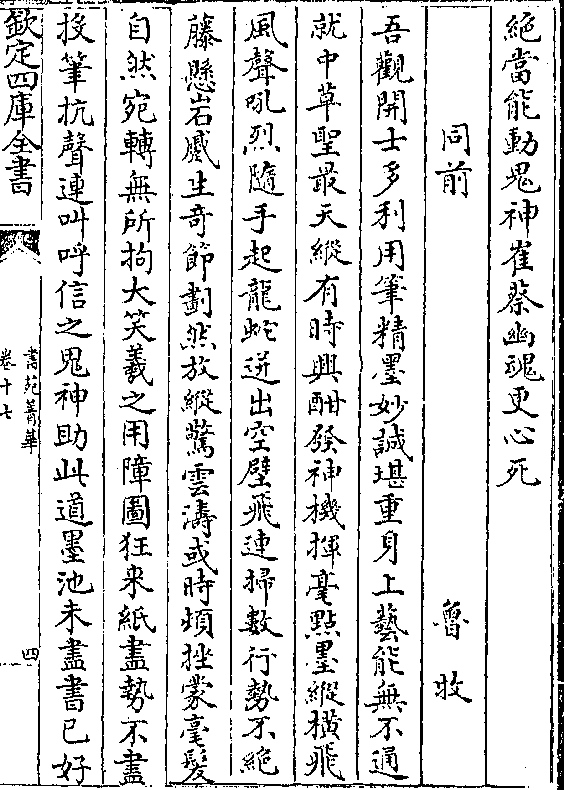 絶當能動鬼神崔蔡幽魂更心死
同前 魯收
吾觀開士多利用筆精墨妙誠堪重身上藝能無不通
就中草聖最天縱有時興酣發神機揮毫點墨縱横飛
風聲吼烈隨手起龍蛇迸出空壁飛連掃數行勢不絶
藤懸岩蹙生奇節劃然放縱驚雲濤或時頓挫縈毫髪
自然宛轉無所拘大笑羲之用障圖狂来紙盡勢不盡
投筆抗聲連叫呼信之鬼神助此道墨池未盡書已好
欽定四庫全書
書苑菁華
卷十七
四